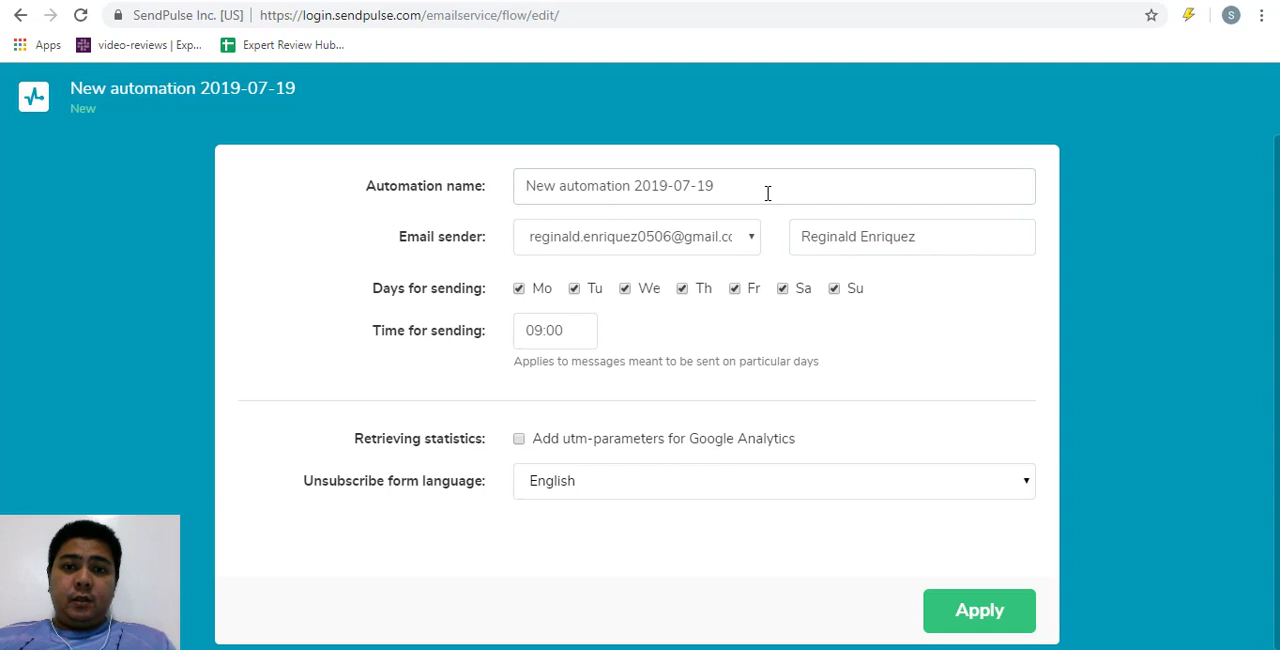 SendPulse Inc. [US] https://login.sendpulse.com/emailservice/flow/edit/ S
Apps video-reviews | Exp... Expert Review Hub...
New automation 2019-07-19
New
Automation name: New automation 2019-07-19
Email sender: reginald.enriquez0506@gmail.cc Reginald Enriquez
Days for sending: Mo Tu We Th Fr Sa Su
Time for sending: 09:00
Applies to messages meant to be sent on particular days
Retrieving statistics: Add utm-parameters for Google Analytics
Unsubscribe form language: English
Apply